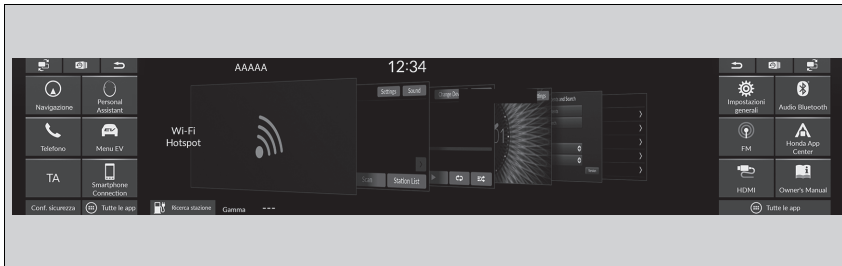 AAAAA
12:34
Navigazione
Personal
Assistant
Telefono
Menu EV
TA
Smartphone
Connection
Conf. sicurezza
Tutte le app
Wi-Fi
Hotspot
Settings
Sound
Scan
Station List
Ricerca stazione
Gamma
---
Impostazioni
generali
Audio Bluetooth
FM
Honda App
Center
HDMI
Owner's Manual
Tutte le app